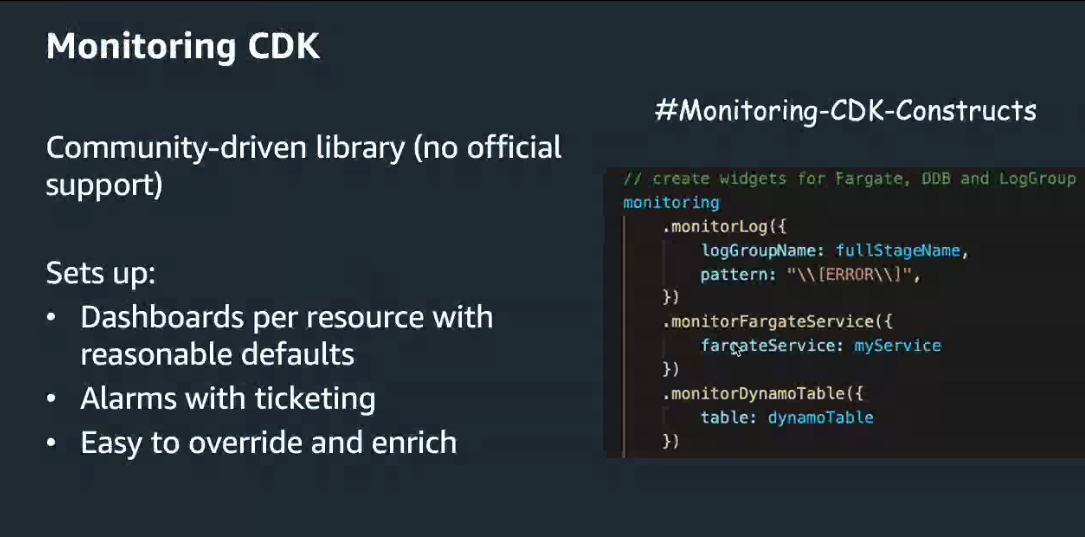 Monitoring CDK
Community-driven library (no official
support)
Sets up:
• Dashboards per resource with
reasonable defaults
• Alarms with ticketing
• Easy to override and enrich
#Monitoring-CDK-Constructs
// create widgets for Fargate, DDB and LogGroup
monitoring
.monitorLog({
logGroupName: fullStageName,
pattern: "\\[ERROR\\]",
})
.monitorFargateService({
fargateService: myService
})
.monitorDynamoTable({
table: dynamoTable
})